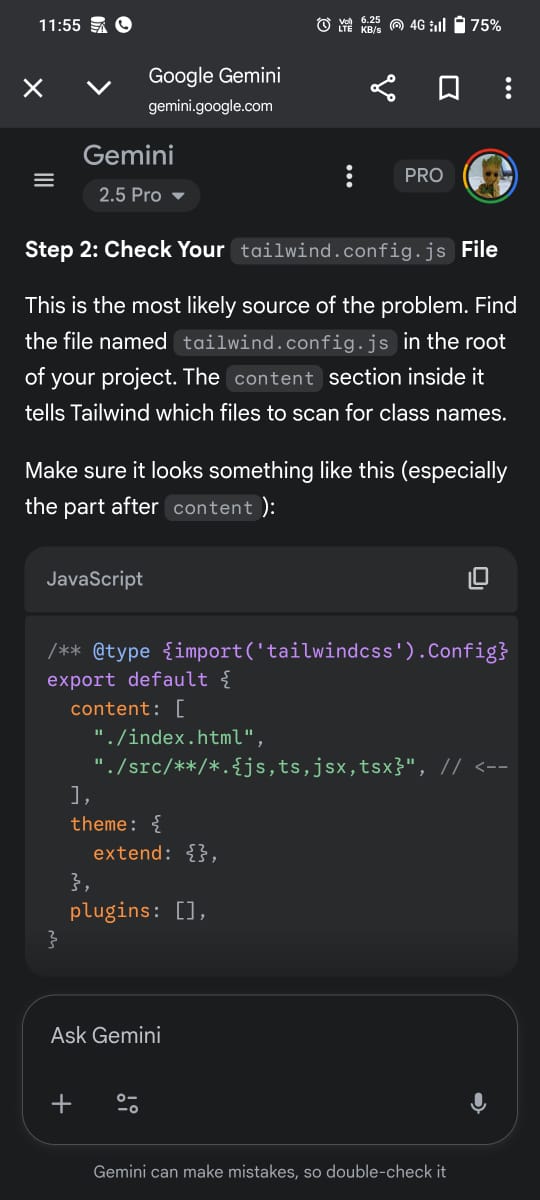 11:55
Vo) LTE 6.25 KB/s 4G 75%
Google Gemini
gemini.google.com
Gemini
2.5 Pro
PRO
Step 2: Check Your tailwind.config.js File
This is the most likely source of the problem. Find
the file named tailwind.config.js in the root
of your project. The content section inside it
tells Tailwind which files to scan for class names.
Make sure it looks something like this (especially
the part after content ):
JavaScript
/** @type {import('tailwindcss').Config}
export default {
  content: [
    "./index.html",
    "./src/**/*.{js,ts,jsx,tsx}", // <--
  ],
  theme: {
    extend: {},
  },
  plugins: [],
}
Ask Gemini
Gemini can make mistakes, so double-check it